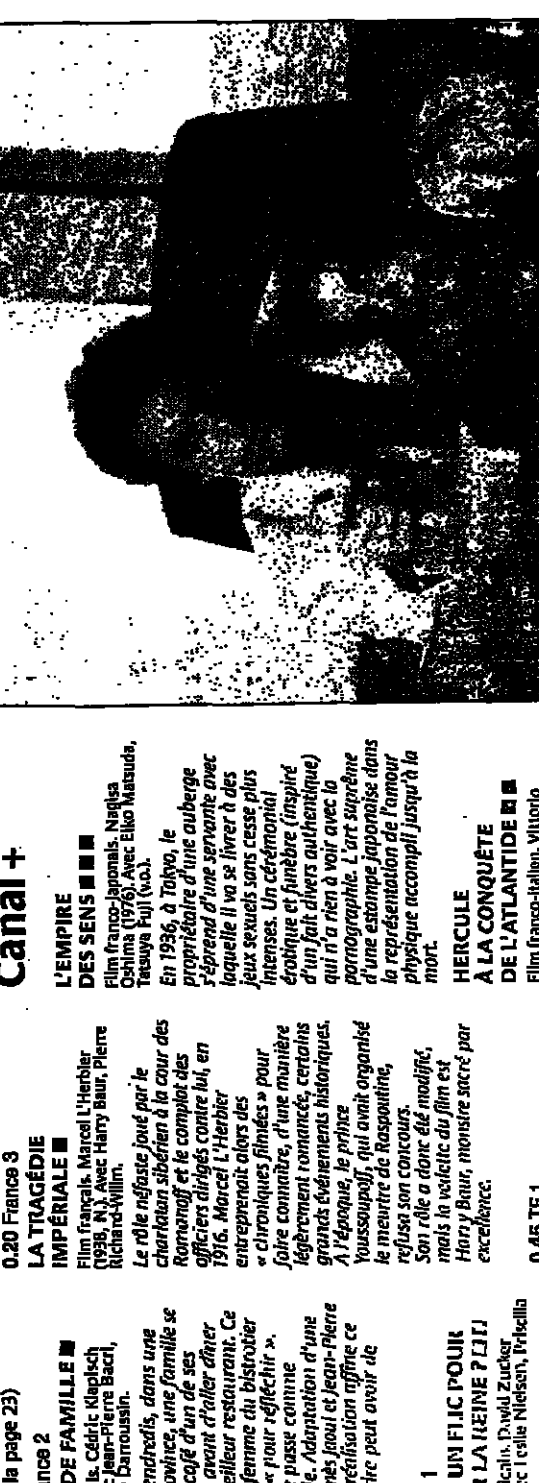 la page 23)
nce 2
DE FAMILLE ■
ls. Cédric Klapisch
Jean-Pierre Bacri,
Darroussin.
endredis, dans une
ovince, une famille se
café d'un de ses
avant d'aller dîner
eilleur restaurant. Ce
femme du bistrotier
« pour réfléchir ».
passe comme
le. Adaptation d'une
nès Jaoui et Jean-Pierre
réalisation affine ce
dre peut avoir de
1
UN FLIC POUR
LA REINE
David Zucker
Leslie Nielsen, Priscilla
0.20 France 3
LA TRAGÉDIE
IMPÉRIALE ■
Film français. Marcel L'Herbier
(1938, N.). Avec Harry Baur, Pierre
Richard-Willm.
Le rôle néfaste joué par le
charlatan sibérien à la cour des
Romanoff et le complot des
officiers dirigés contre lui, en
1916. Marcel L'Herbier
entreprenait alors des
« chroniques filmées » pour
faire connaître, d'une manière
légèrement romancée, certains
grands événements historiques.
A l'époque, le prince
Youssoupoff, qui avait organisé
le meurtre de Raspoutine,
refusa son concours.
Son rôle a donc été modifié,
mais la vedette du film est
Harry Baur, monstre sacré par
excellence.
0.45 TF 1
Canal +
L'EMPIRE
DES SENS ■ ■ ■
Film franco-japonais. Nagisa
Oshima (1976). Avec Eiko Matsuda,
Tatsuya Fuji (v.o.).
En 1936, à Tokyo, le
propriétaire d'une auberge
s'éprend d'une servante avec
laquelle il va se livrer à des
jeux sexuels sans cesse plus
intenses. Un cérémonial
érotique et funèbre (inspiré
d'un fait divers authentique)
qui n'a rien à voir avec la
pornographie. L'art suprême
d'une estampe japonaise dans
la représentation de l'amour
physique accompli jusqu'à la
mort.
HERCULE
À LA CONQUÊTE
DE L'ATLANTIDE ■ ■
Film franco-italien. Vittorio